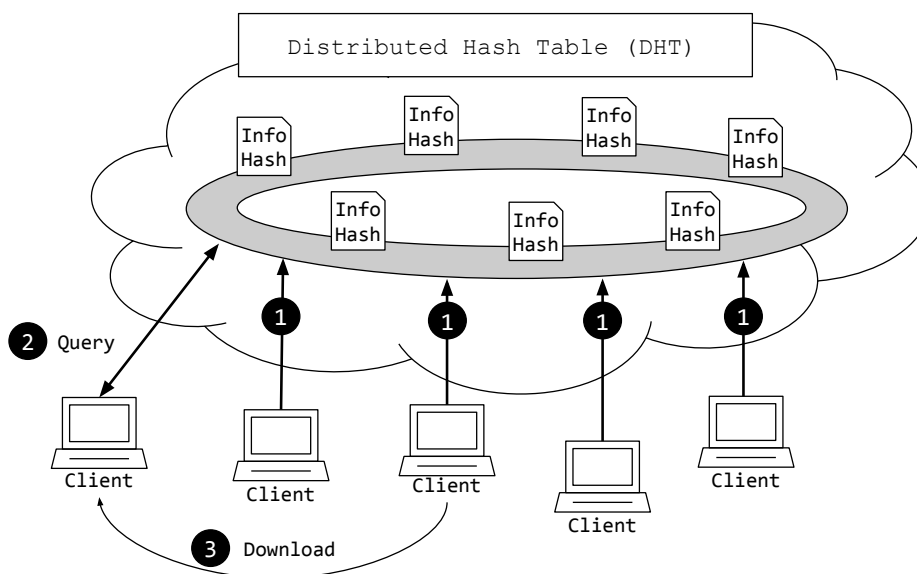 Distributed Hash Table (DHT)
Info
Hash
Info
Hash
Info
Hash
Info
Hash
Info
Hash
Info
Hash
Info
Hash
1
1
1
1
2 Query
Client
Client
Client
Client
Client
3 Download